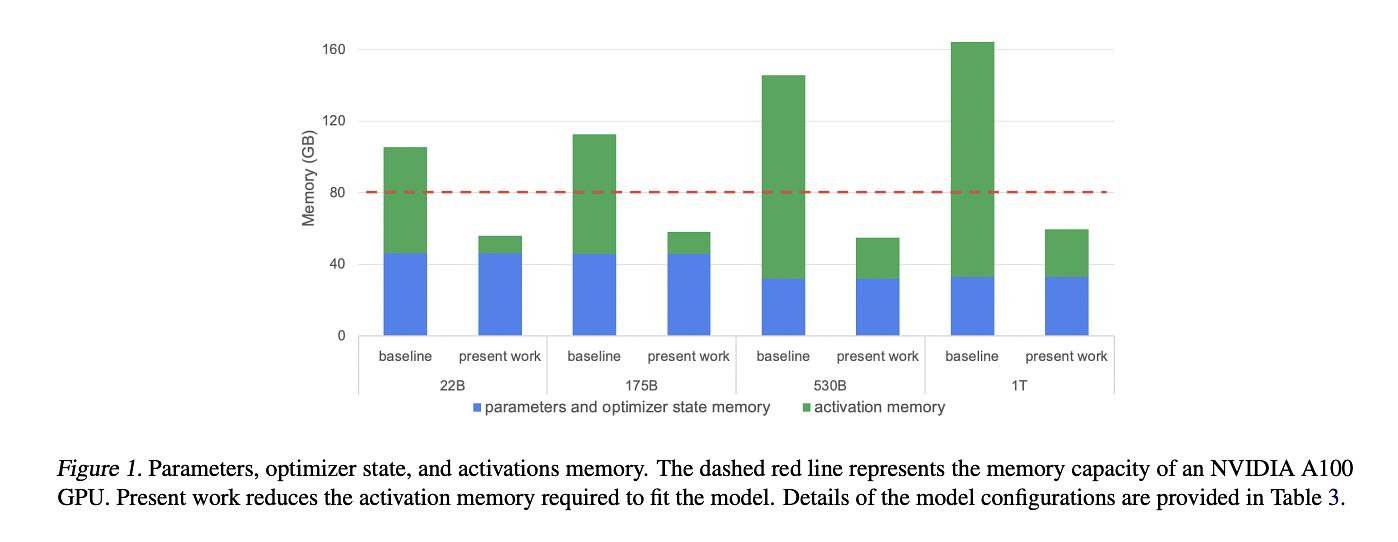 160
120
80
40
0
Memory (GB)
baseline present work baseline present work baseline present work baseline present work
22B 175B 530B 1T
parameters and optimizer state memory activation memory
Figure 1. Parameters, optimizer state, and activations memory. The dashed red line represents the memory capacity of an NVIDIA A100
GPU. Present work reduces the activation memory required to fit the model. Details of the model configurations are provided in Table 3.